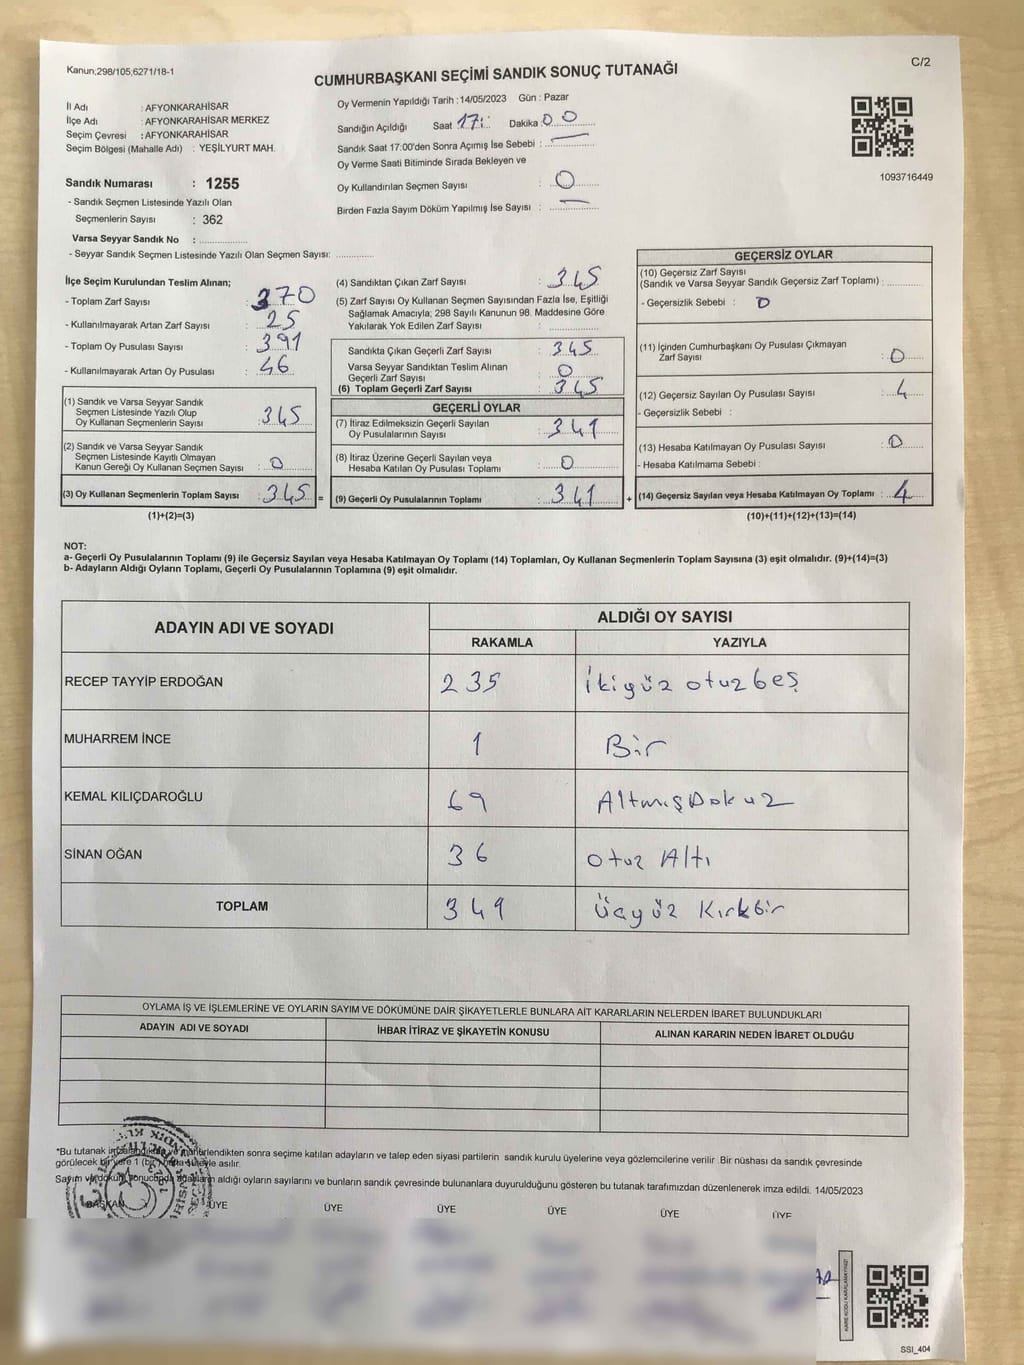 Kanun;298/105;6271/18-1
C/2
CUMHURBAŞKANI SEÇİMİ SANDIK SONUÇ TUTANAĞI
İl Adı : AFYONKARAHİSAR
İlçe Adı : AFYONKARAHİSAR MERKEZ
Seçim Çevresi : AFYONKARAHİSAR
Seçim Bölgesi (Mahalle Adı) : YEŞİLYURT MAH.
Sandık Numarası : 1255
- Sandık Seçmen Listesinde Yazılı Olan
Seçmenlerin Sayısı : 362
Varsa Seyyar Sandık No : ................
- Seyyar Sandık Seçmen Listesinde Yazılı Olan Seçmen Sayısı: ............
Oy Vermenin Yapıldığı Tarih : 14/05/2023 Gün : Pazar
Sandığın Açıldığı Saat 17: Dakika 00
Sandık Saat 17:00'den Sonra Açımış İse Sebebi : —
Oy Verme Saati Bitiminde Sırada Bekleyen ve
Oy Kullandırılan Seçmen Sayısı : 0
Birden Fazla Sayım Döküm Yapılmış İse Sayısı : —
1093716449
İlçe Seçim Kurulundan Teslim Alınan;
- Toplam Zarf Sayısı : 370
- Kullanılmayarak Artan Zarf Sayısı : 25
- Toplam Oy Pusulası Sayısı : 391
- Kullanılmayarak Artan Oy Pusulası : 46
(1) Sandık ve Varsa Seyyar Sandık
Seçmen Listesinde Yazılı Olup
Oy Kullanan Seçmenlerin Sayısı : 345
(2) Sandık ve Varsa Seyyar Sandık
Seçmen Listesinde Kayıtlı Olmayan
Kanun Gereği Oy Kullanan Seçmen Sayısı : 0
(3) Oy Kullanan Seçmenlerin Toplam Sayısı : 345 =
(1)+(2)=(3)
(4) Sandıktan Çıkan Zarf Sayısı : 345
(5) Zarf Sayısı Oy Kullanan Seçmen Sayısından Fazla İse, Eşitliği
Sağlamak Amacıyla; 298 Sayılı Kanunun 98. Maddesine Göre
Yakılarak Yok Edilen Zarf Sayısı : ................
Sandıkta Çıkan Geçerli Zarf Sayısı : 345
Varsa Seyyar Sandıktan Teslim Alınan
Geçerli Zarf Sayısı : 0
(6) Toplam Geçerli Zarf Sayısı : 345
GEÇERLİ OYLAR
(7) İtiraz Edilmeksizin Geçerli Sayılan
Oy Pusulalarının Sayısı : 341
(8) İtiraz Üzerine Geçerli Sayılan veya
Hesaba Katılan Oy Pusulası Toplamı : 0
(9) Geçerli Oy Pusulalarının Toplamı : 341 +
GEÇERSİZ OYLAR
(10) Geçersiz Zarf Sayısı
(Sandık ve Varsa Seyyar Sandık Geçersiz Zarf Toplamı) : ............
- Geçersizlik Sebebi : 0
(11) İçinden Cumhurbaşkanı Oy Pusulası Çıkmayan
Zarf Sayısı : 0
(12) Geçersiz Sayılan Oy Pusulası Sayısı : 4
- Geçersizlik Sebebi :
(13) Hesaba Katılmayan Oy Pusulası Sayısı : 0
- Hesaba Katılmama Sebebi :
(14) Geçersiz Sayılan veya Hesaba Katılmayan Oy Toplamı : 4
(10)+(11)+(12)+(13)=(14)
NOT:
a- Geçerli Oy Pusulalarının Toplamı (9) ile Geçersiz Sayılan veya Hesaba Katılmayan Oy Toplamı (14) Toplamları, Oy Kullanan Seçmenlerin Toplam Sayısına (3) eşit olmalıdır. (9)+(14)=(3)
b- Adayların Aldığı Oyların Toplamı, Geçerli Oy Pusulalarının Toplamına (9) eşit olmalıdır.
ADAYIN ADI VE SOYADI ALDIĞI OY SAYISI
RAKAMLA YAZIYLA
RECEP TAYYİP ERDOĞAN 235 İkiyüz otuzbeş
MUHARREM İNCE 1 Bir
KEMAL KILIÇDAROĞLU 69 AltmışDokuz
SİNAN OĞAN 36 otuz Altı
TOPLAM 349 Üçyüz Kırkbir
OYLAMA İŞ VE İŞLEMLERİNE VE OYLARIN SAYIM VE DÖKÜMÜNE DAİR ŞİKAYETLERLE BUNLARA AİT KARARLARIN NELERDEN İBARET BULUNDUKLARI
ADAYIN ADI VE SOYADI İHBAR İTİRAZ VE ŞİKAYETİN KONUSU ALINAN KARARIN NEDEN İBARET OLDUĞU
*Bu tutanak imzalandıktan ve mühürlendikten sonra seçime katılan adayların ve talep eden siyasi partilerin sandık kurulu üyelerine veya gözlemcilerine verilir. Bir nüshası da sandık çevresinde
görülecek bir yere 1 (bir) hafta süreyle asılır.
Sayım ve döküm sonucunda adayların aldığı oyların sayılarını ve bunların sandık çevresinde bulunanlara duyurulduğunu gösteren bu tutanak tarafımızdan düzenlenerek imza edildi. 14/05/2023
BAŞKAN ÜYE ÜYE ÜYE ÜYE ÜYE ÜYE
SSI_404